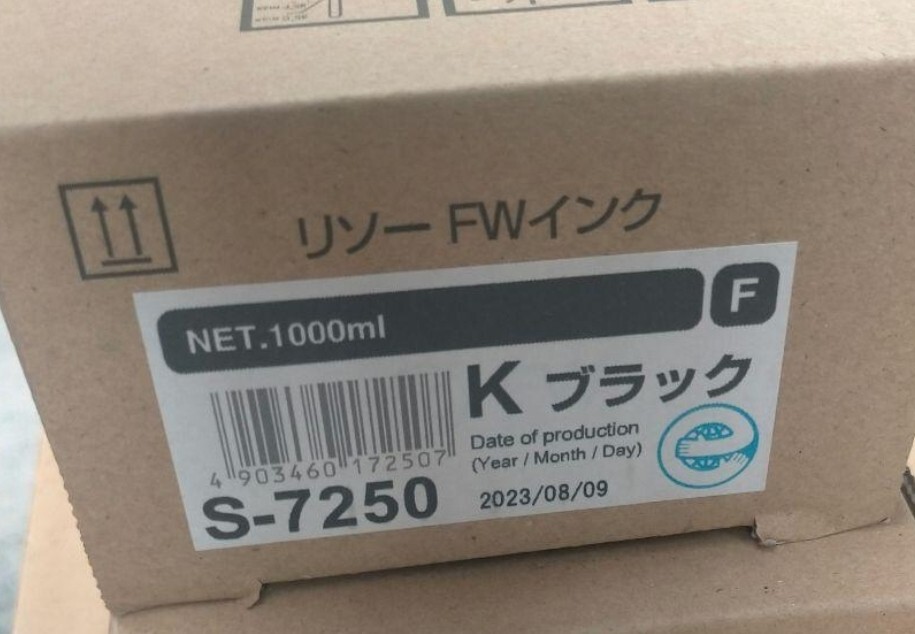 リソー FWインク
NET.1000ml
F
K ブラック
Date of production
(Year / Month / Day)
4 903460 172507
S-7250
2023/08/09